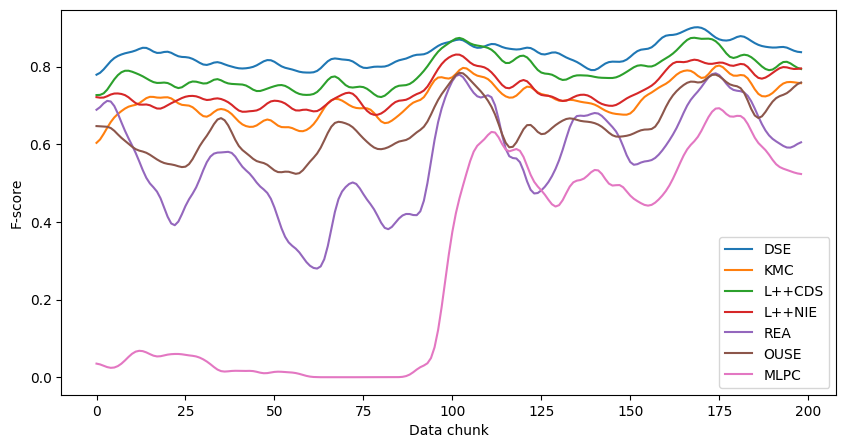 F-score
0.8
0.6
0.4
0.2
0.0
0
25
50
75
100
125
150
175
200
Data chunk
DSE
KMC
L++CDS
L++NIE
REA
OUSE
MLPC